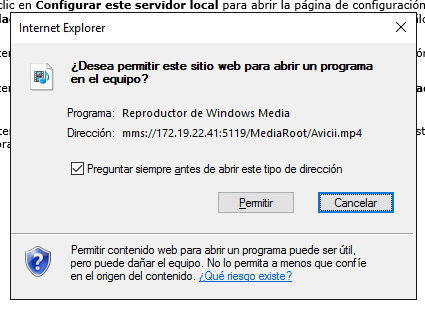 clic en Configurar este servidor local para abrir la página de configuración
Internet Explorer
¿Desea permitir este sitio web para abrir un programa
en el equipo?
Programa: Reproductor de Windows Media
Dirección: mms://172.19.22.41:5119/MediaRoot/Avicii.mp4
Preguntar siempre antes de abrir este tipo de dirección
Permitir
Cancelar
Permitir contenido web para abrir un programa puede ser útil,
pero puede dañar el equipo. No lo permita a menos que confíe
en el origen del contenido. ¿Qué riesgo existe?